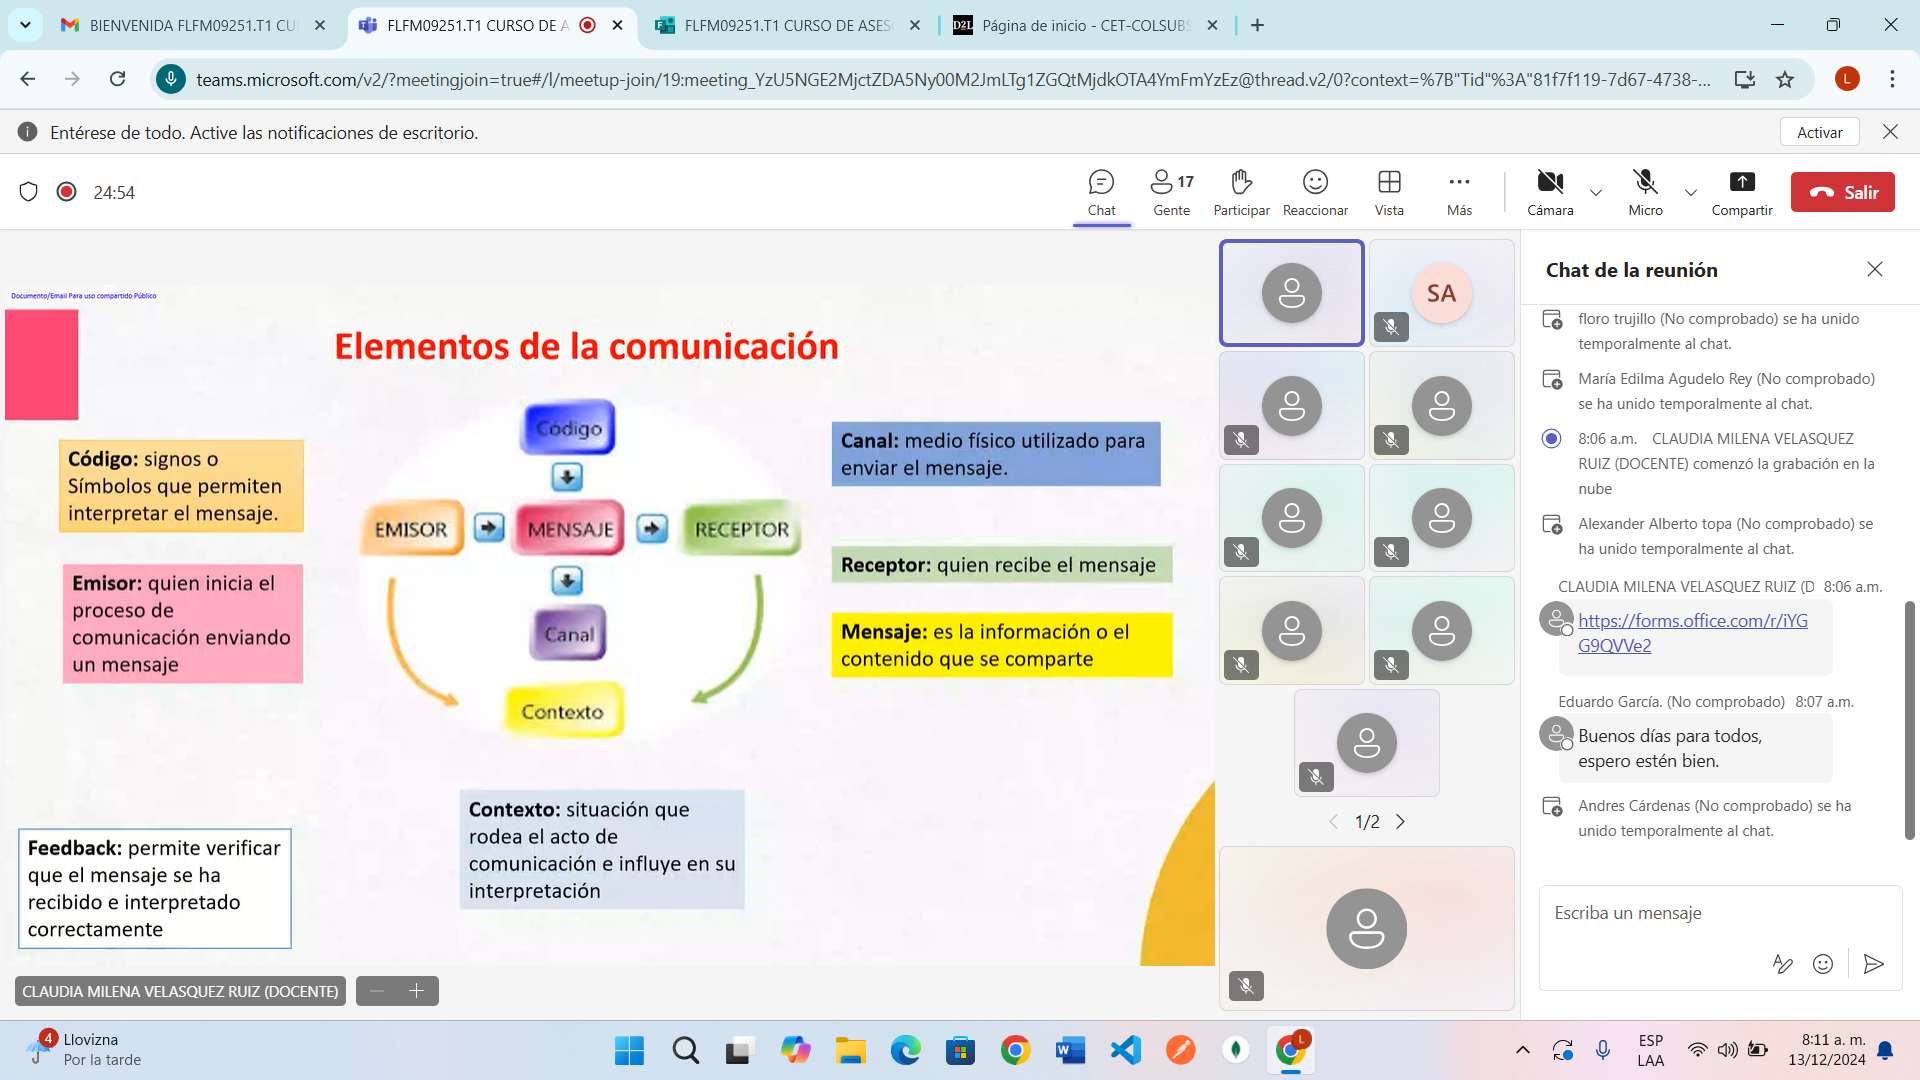 BIENVENIDA FLFM09251.T1 CU
FLFM09251.T1 CURSO DE A
FLFM09251.T1 CURSO DE ASES
D2L
Página de inicio - CET-COLSUBS
teams.microsoft.com/v2/?meetingjoin=true#/l/meetup-join/19:meeting_YzU5NGE2MjctZDA5Ny00M2JmLTg1ZGQtMjdkOTA4YmFmYzEz@thread.v2/0?context=%7B"Tid"%3A"81f7f119-7d67-4738-...
L
Entérese de todo. Active las notificaciones de escritorio.
Activar
24:54
Chat
17
Gente
Participar
Reaccionar
Vista
Más
Cámara
Micro
Compartir
Salir
Documento/Email Para uso compartido Público
Elementos de la comunicación
Código
EMISOR
MENSAJE
RECEPTOR
Canal
Contexto
Código: signos o
Símbolos que permiten
interpretar el mensaje.
Emisor: quien inicia el
proceso de
comunicación enviando
un mensaje
Feedback: permite verificar
que el mensaje se ha
recibido e interpretado
correctamente
Contexto: situación que
rodea el acto de
comunicación e influye en su
interpretación
Canal: medio físico utilizado para
enviar el mensaje.
Receptor: quien recibe el mensaje
Mensaje: es la información o el
contenido que se comparte
CLAUDIA MILENA VELASQUEZ RUIZ (DOCENTE)
SA
1/2
Chat de la reunión
floro trujillo (No comprobado) se ha unido
temporalmente al chat.
María Edilma Agudelo Rey (No comprobado)
se ha unido temporalmente al chat.
8:06 a.m. CLAUDIA MILENA VELASQUEZ
RUIZ (DOCENTE) comenzó la grabación en la
nube
Alexander Alberto topa (No comprobado) se
ha unido temporalmente al chat.
CLAUDIA MILENA VELASQUEZ RUIZ (D 8:06 a.m.
https://forms.office.com/r/iYG
G9QVVe2
Eduardo García. (No comprobado) 8:07 a.m.
Buenos días para todos,
espero estén bien.
Andres Cárdenas (No comprobado) se ha
unido temporalmente al chat.
Escriba un mensaje
4
Llovizna
Por la tarde
L
ESP
LAA
8:11 a. m.
13/12/2024